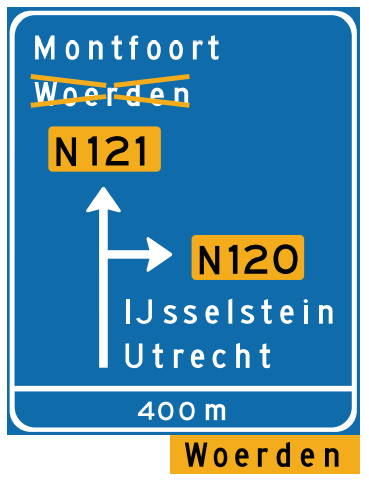 Montfoort
Woerden
N121
N120
IJsselstein
Utrecht
400 m
Woerden